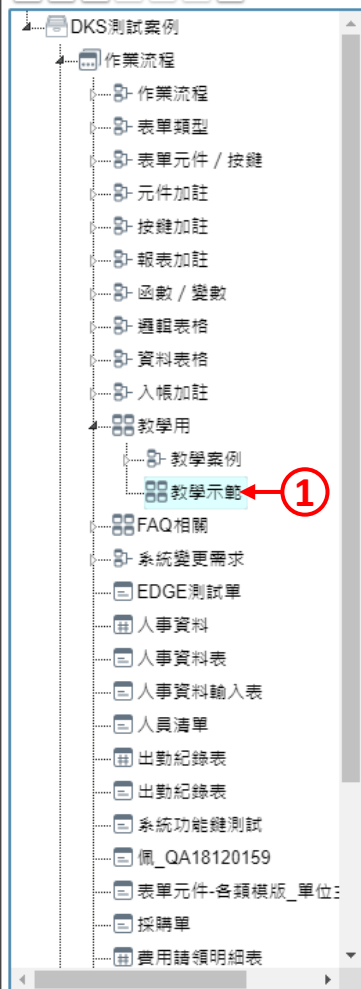 DKS測試案例
作業流程
作業流程
表單類型
表單元件 / 按鍵
元件加註
按鍵加註
報表加註
函數 / 變數
邏輯表格
資料表格
入帳加註
教學用
教學案例
教學示範
1
FAQ相關
系統變更需求
EDGE測試單
人事資料
人事資料表
人事資料輸入表
人員清單
出勤紀錄表
出勤紀錄表
系統功能鍵測試
佩_QA18120159
表單元件-各類模版_單位主
採購單
費用請領明細表